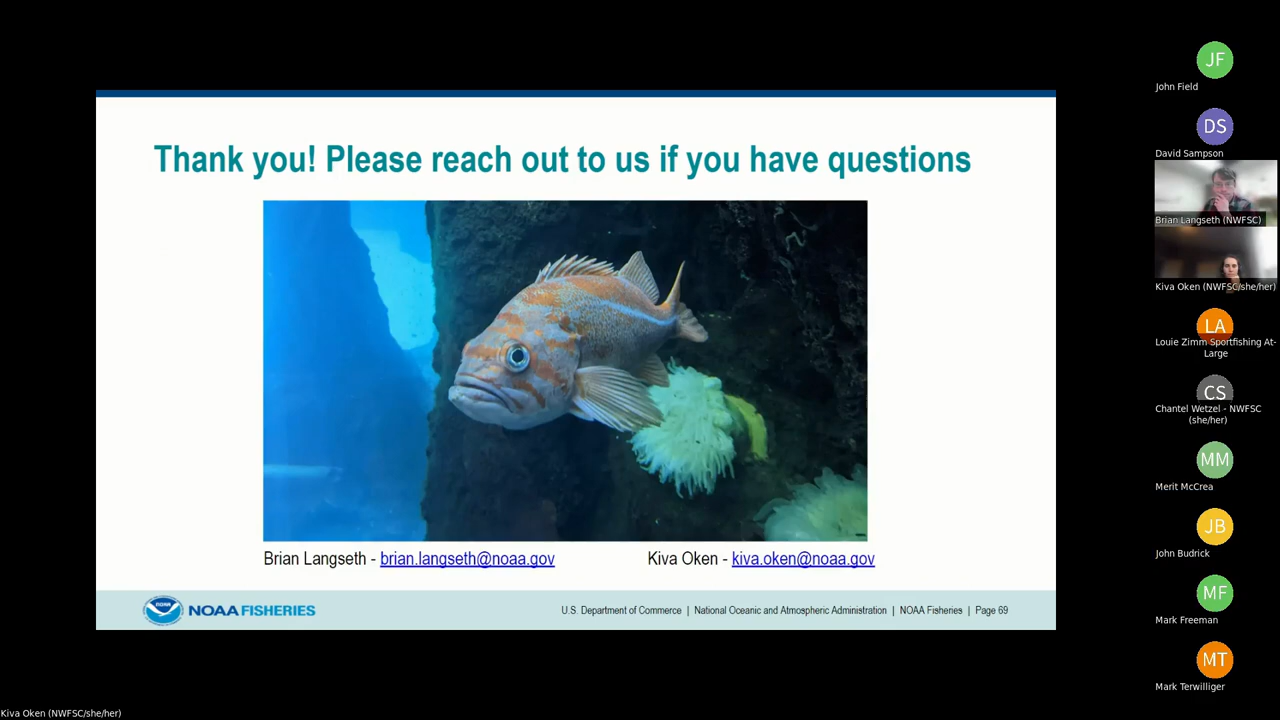 Thank you! Please reach out to us if you have questions
Brian Langseth - brian.langseth@noaa.gov
Kiva Oken - kiva.oken@noaa.gov
NOAA
NOAA FISHERIES
U.S. Department of Commerce | National Oceanic and Atmospheric Administration | NOAA Fisheries | Page 69
JF
John Field
DS
David Sampson
Brian Langseth (NWFSC)
Kiva Oken (NWFSC/she/her)
LA
Louie Zimm Sportfishing At-
Large
CS
Chantel Wetzel - NWFSC
(she/her)
MM
Merit McCrea
JB
John Budrick
MF
Mark Freeman
MT
Mark Terwilliger
Kiva Oken (NWFSC/she/her)